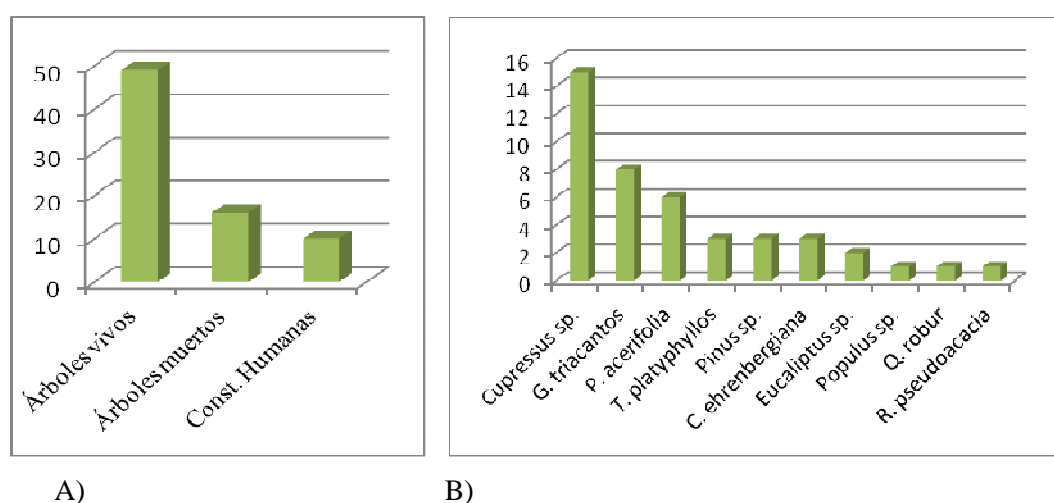 50
40
30
20
10
0
Árboles vivos
Árboles muertos
Const. Humanas
16
14
12
10
8
6
4
2
0
Cupressus sp.
G. triacantos
P. acerifolia
T. platyphyllos
Pinus sp.
C. ehrenbergiana
Eucaliptus sp.
Populus sp.
Q. robur
R. pseudoacacia
A)
B)